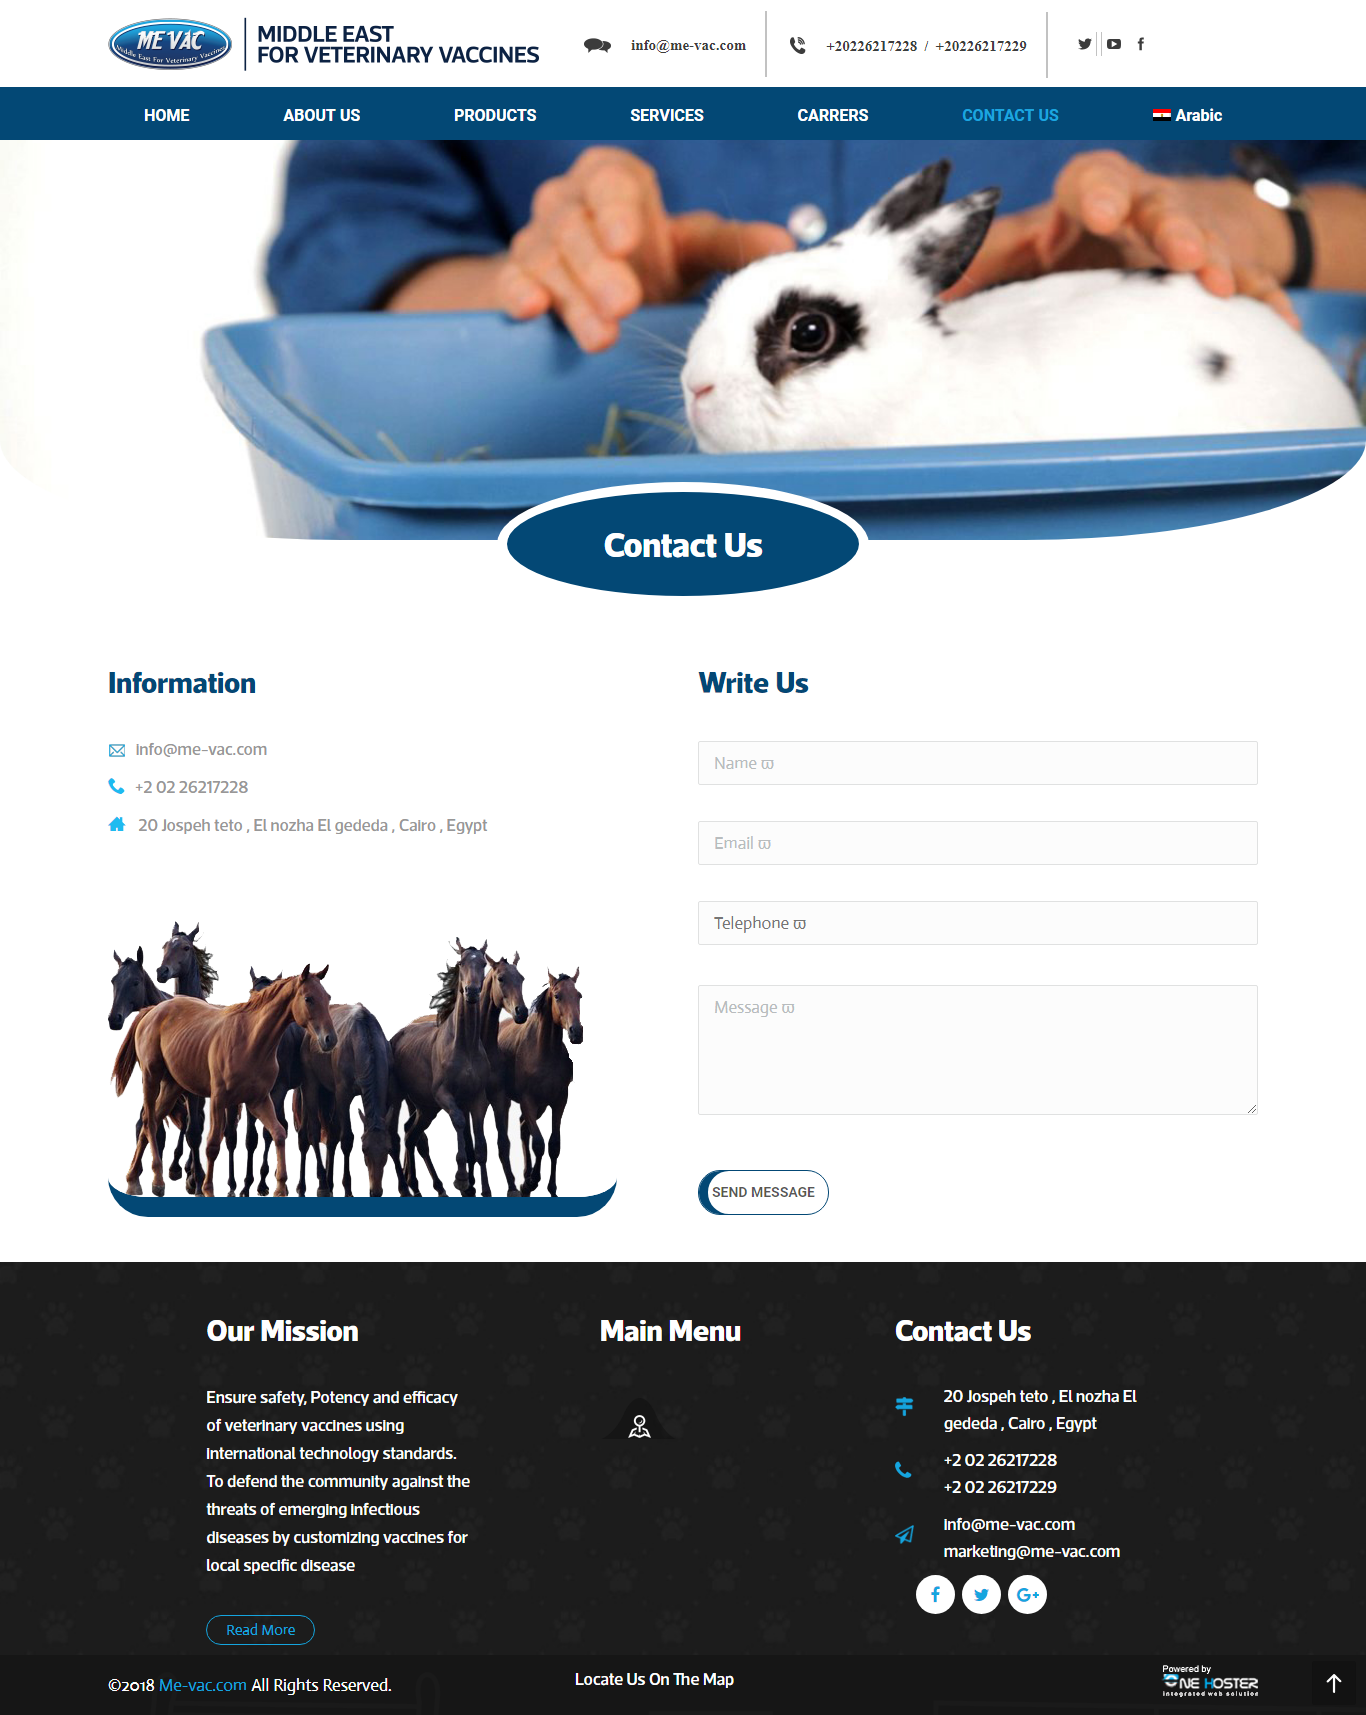 ME VAC
Middle East For Veterinary Vaccines
MIDDLE EAST
FOR VETERINARY VACCINES
info@me-vac.com
+20226217228 / +20226217229
HOME
ABOUT US
PRODUCTS
SERVICES
CARRERS
CONTACT US
Arabic
Contact Us
Information
info@me-vac.com
+2 02 26217228
20 Jospeh teto , El nozha El gededa , Cairo , Egypt
Write Us
Name ϖ
Email ϖ
Telephone ϖ
Message ϖ
SEND MESSAGE
Our Mission
Ensure safety, Potency and efficacy
of veterinary vaccines using
international technology standards.
To defend the community against the
threats of emerging infectious
diseases by customizing vaccines for
local specific disease
Read More
Main Menu
Contact Us
20 Jospeh teto , El nozha El
gededa , Cairo , Egypt
+2 02 26217228
+2 02 26217229
info@me-vac.com
marketing@me-vac.com
©2018 Me-vac.com All Rights Reserved.
Locate Us On The Map
Powered by
ONE HOSTER
integrated web solution